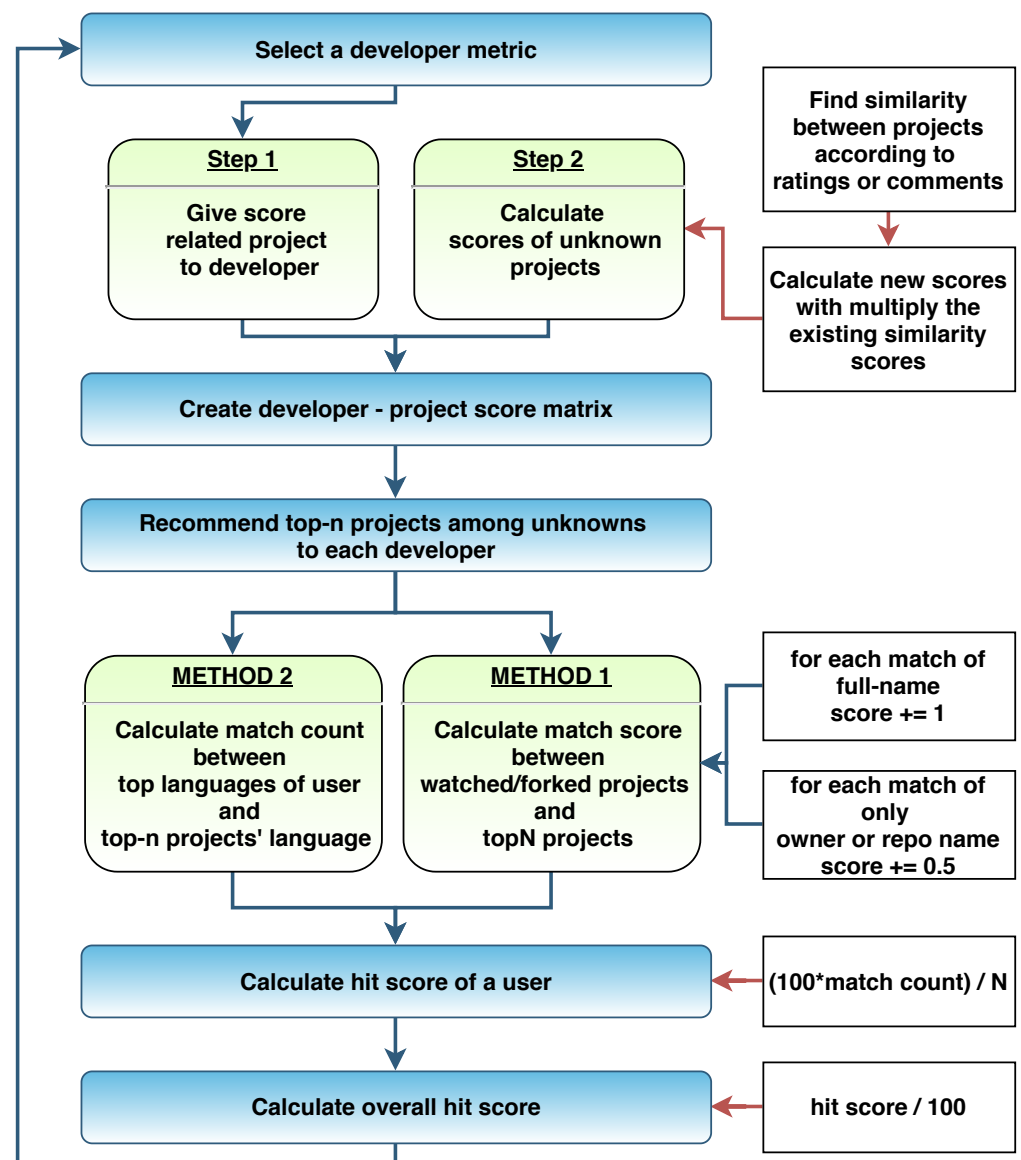 Select a developer metric
Step 1
Give score
related project
to developer
Step 2
Calculate
scores of unknown
projects
Find similarity
between projects
according to
ratings or comments
Calculate new scores
with multiply the
existing similarity
scores
Create developer - project score matrix
Recommend top-n projects among unknowns
to each developer
METHOD 2
Calculate match count
between
top languages of user
and
top-n projects' language
METHOD 1
Calculate match score
between
watched/forked projects
and
topN projects
for each match of
full-name
score += 1
for each match of
only
owner or repo name
score += 0.5
Calculate hit score of a user
(100*match count) / N
Calculate overall hit score
hit score / 100